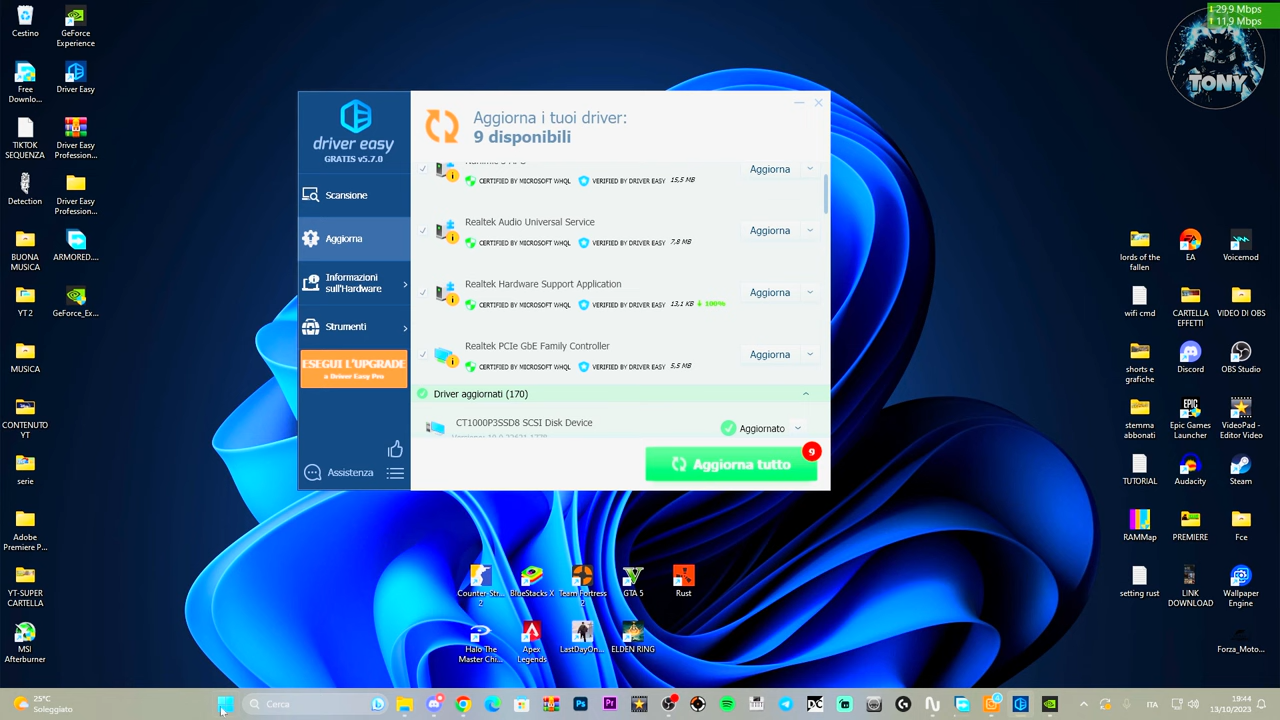 ↓ 29,9 Mbps
↑ 11,9 Mbps
TONY
Cestino
GeForce
Experience
Free
Downlo...
Driver Easy
TIKTOK
SEQUENZA
Driver Easy
Profession...
Detection
Driver Easy
Profession...
BUONA
MUSICA
ARMORED....
YT 2
GeForce_Ex...
MUSICA
CONTENUTO
YT
serie
Adobe
Premiere P...
YT-SUPER
CARTELLA
MSI
Afterburner
driver easy
GRATIS v5.7.0
Scansione
Aggiorna
Informazioni
sull'Hardware
Strumenti
ESEGUI L'UPGRADE
a Driver Easy Pro
Assistenza
Aggiorna i tuoi driver:
9 disponibili
CERTIFIED BY MICROSOFT WHQL VERIFIED BY DRIVER EASY 15,5 MB
Aggiorna
Realtek Audio Universal Service
CERTIFIED BY MICROSOFT WHQL VERIFIED BY DRIVER EASY 7,8 MB
Aggiorna
Realtek Hardware Support Application
CERTIFIED BY MICROSOFT WHQL VERIFIED BY DRIVER EASY 13,1 KB 100%
Aggiorna
Realtek PCIe GbE Family Controller
CERTIFIED BY MICROSOFT WHQL VERIFIED BY DRIVER EASY 5,5 MB
Aggiorna
Driver aggiornati (170)
CT1000P3SSD8 SCSI Disk Device
Aggiornato
Aggiorna tutto
9
lords of the
fallen
EA
Voicemod
wifi cmd
CARTELLA
EFFETTI
VIDEO DI OBS
shorts e
grafiche
Discord
OBS Studio
stemma
abbonati
Epic Games
Launcher
VideoPad -
Editor Video
TUTORIAL
Audacity
Steam
RAMMap
PREMIERE
Fce
setting rust
LINK
DOWNLOAD
Wallpaper
Engine
Forza_Moto...
Counter-Str...
2
BlueStacks X
Team Fortress
2
GTA 5
Rust
Halo The
Master Chi...
Apex
Legends
LastDayOn...
ELDEN RING
25°C
Soleggiato
Cerca
ITA
19:44
13/10/2023